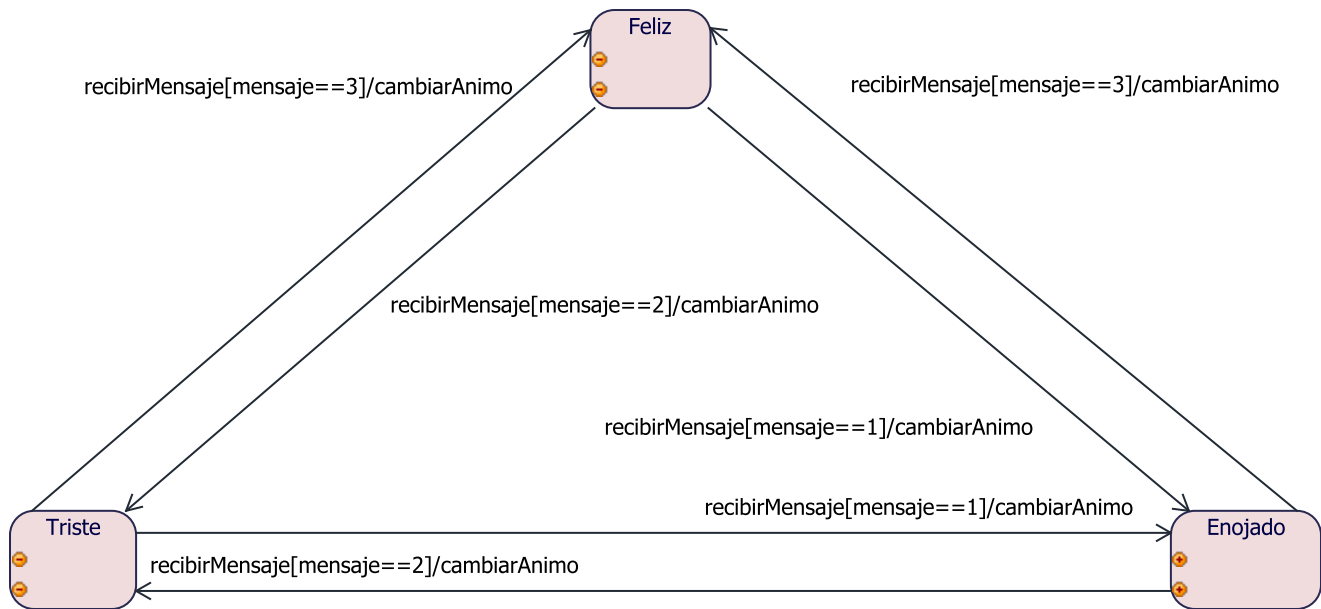 Feliz
recibirMensaje[mensaje==3]/cambiarAnimo
recibirMensaje[mensaje==3]/cambiarAnimo
recibirMensaje[mensaje==2]/cambiarAnimo
recibirMensaje[mensaje==1]/cambiarAnimo
recibirMensaje[mensaje==1]/cambiarAnimo
Triste
Enojado
recibirMensaje[mensaje==2]/cambiarAnimo